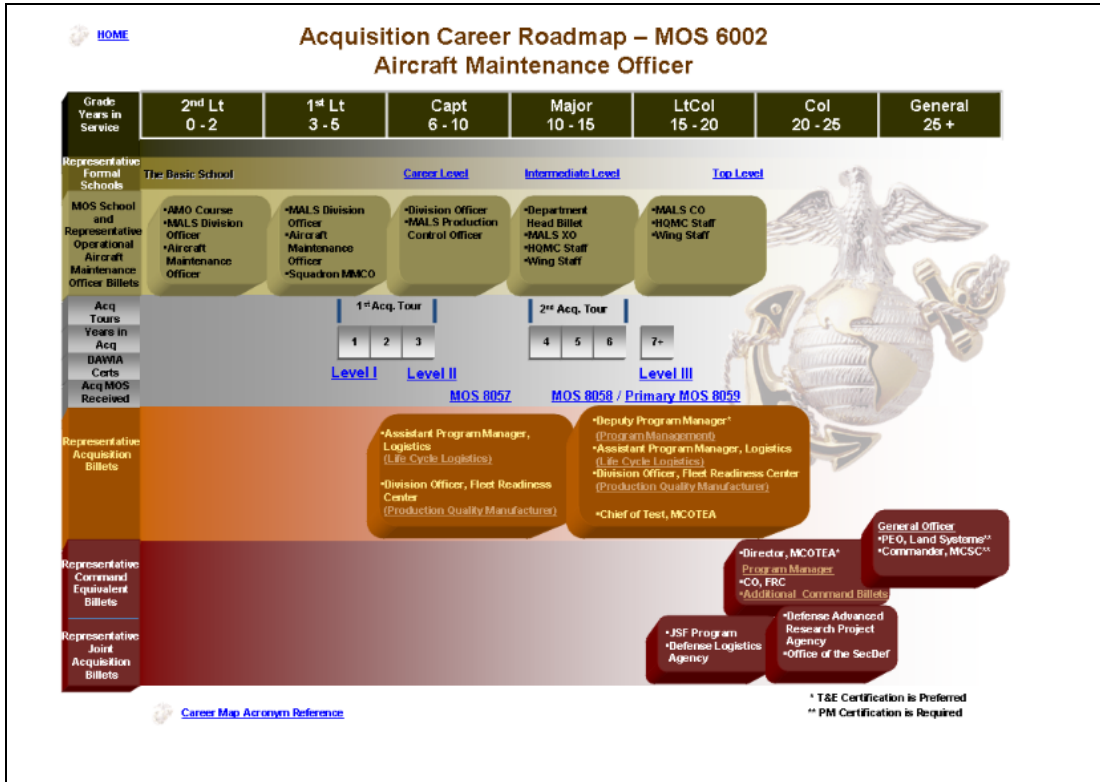 HOME
Acquisition Career Roadmap – MOS 6002
Aircraft Maintenance Officer
Grade
Years in
Service
2nd Lt
0 - 2
1st Lt
3 - 5
Capt
6 - 10
Major
10 - 15
LtCol
15 - 20
Col
20 - 25
General
25 +
Representative
Formal
Schools
The Basic School
Career Level
Intermediate Level
Top Level
MOS School
and
Representative
Operational
Aircraft
Maintenance
Officer Billets
•AMO Course
•MALS Division
Officer
•Aircraft
Maintenance
Officer
•MALS Division
Officer
•Aircraft
Maintenance
Officer
•Squadron MMCO
•Division Officer
•MALS Production
Control Officer
•Department
Head Billet
•MALS XO
•HQMC Staff
•Wing Staff
•MALS CO
•HQMC Staff
•Wing Staff
Acq
Tours
1st Acq. Tour
2nd Acq. Tour
Years in
Acq
1 2 3
4 5 6
7+
DAWIA
Certs
Level I
Level II
Level III
Acq MOS
Received
MOS 8057
MOS 8058 / Primary MOS 8059
Representative
Acquisition
Billets
•Assistant Program Manager,
Logistics
(Life Cycle Logistics)
•Division Officer, Fleet Readiness
Center
(Production Quality Manufacturer)
•Deputy Program Manager*
(Program Management)
•Assistant Program Manager, Logistics
(Life Cycle Logistics)
•Division Officer, Fleet Readiness Center
(Production Quality Manufacturer)
•Chief of Test, MCOTEA
General Officer
•PEO, Land Systems**
•Commander, MCSC**
Representative
Command
Equivalent
Billets
•Director, MCOTEA*
Program Manager
•CO, FRC
•Additional Command Billets
Representative
Joint
Acquisition
Billets
•JSF Program
•Defense Logistics
Agency
•Defense Advanced
Research Project
Agency
•Office of the SecDef
* T&E Certification is Preferred
** PM Certification is Required
Career Map Acronym Reference